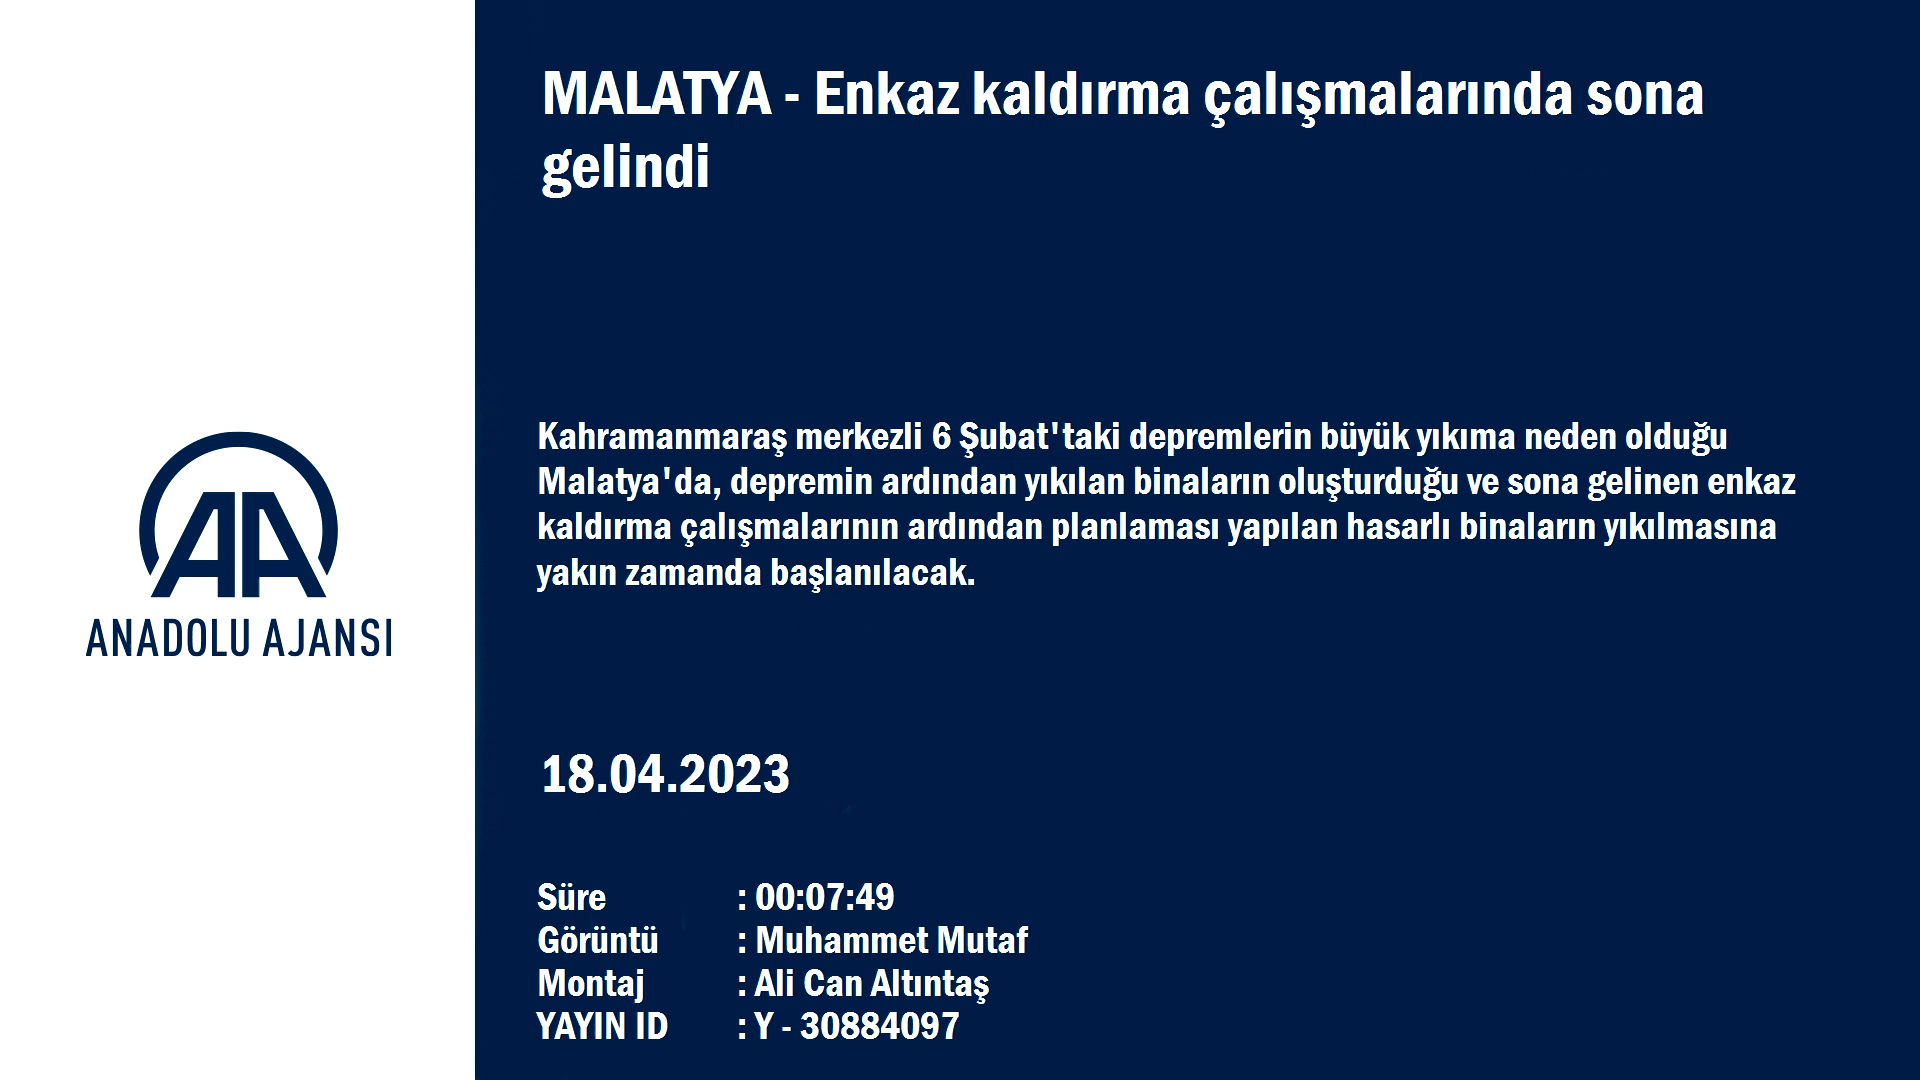 MALATYA - Enkaz kaldırma çalışmalarında sona
gelindi
Kahramanmaraş merkezli 6 Şubat'taki depremlerin büyük yıkıma neden olduğu
Malatya'da, depremin ardından yıkılan binaların oluşturduğu ve sona gelinen enkaz
kaldırma çalışmalarının ardından planlaması yapılan hasarlı binaların yıkılmasına
yakın zamanda başlanılacak.
AA
ANADOLU AJANSI
18.04.2023
Süre : 00:07:49
Görüntü : Muhammet Mutaf
Montaj : Ali Can Altıntaş
YAYIN ID : Y - 30884097